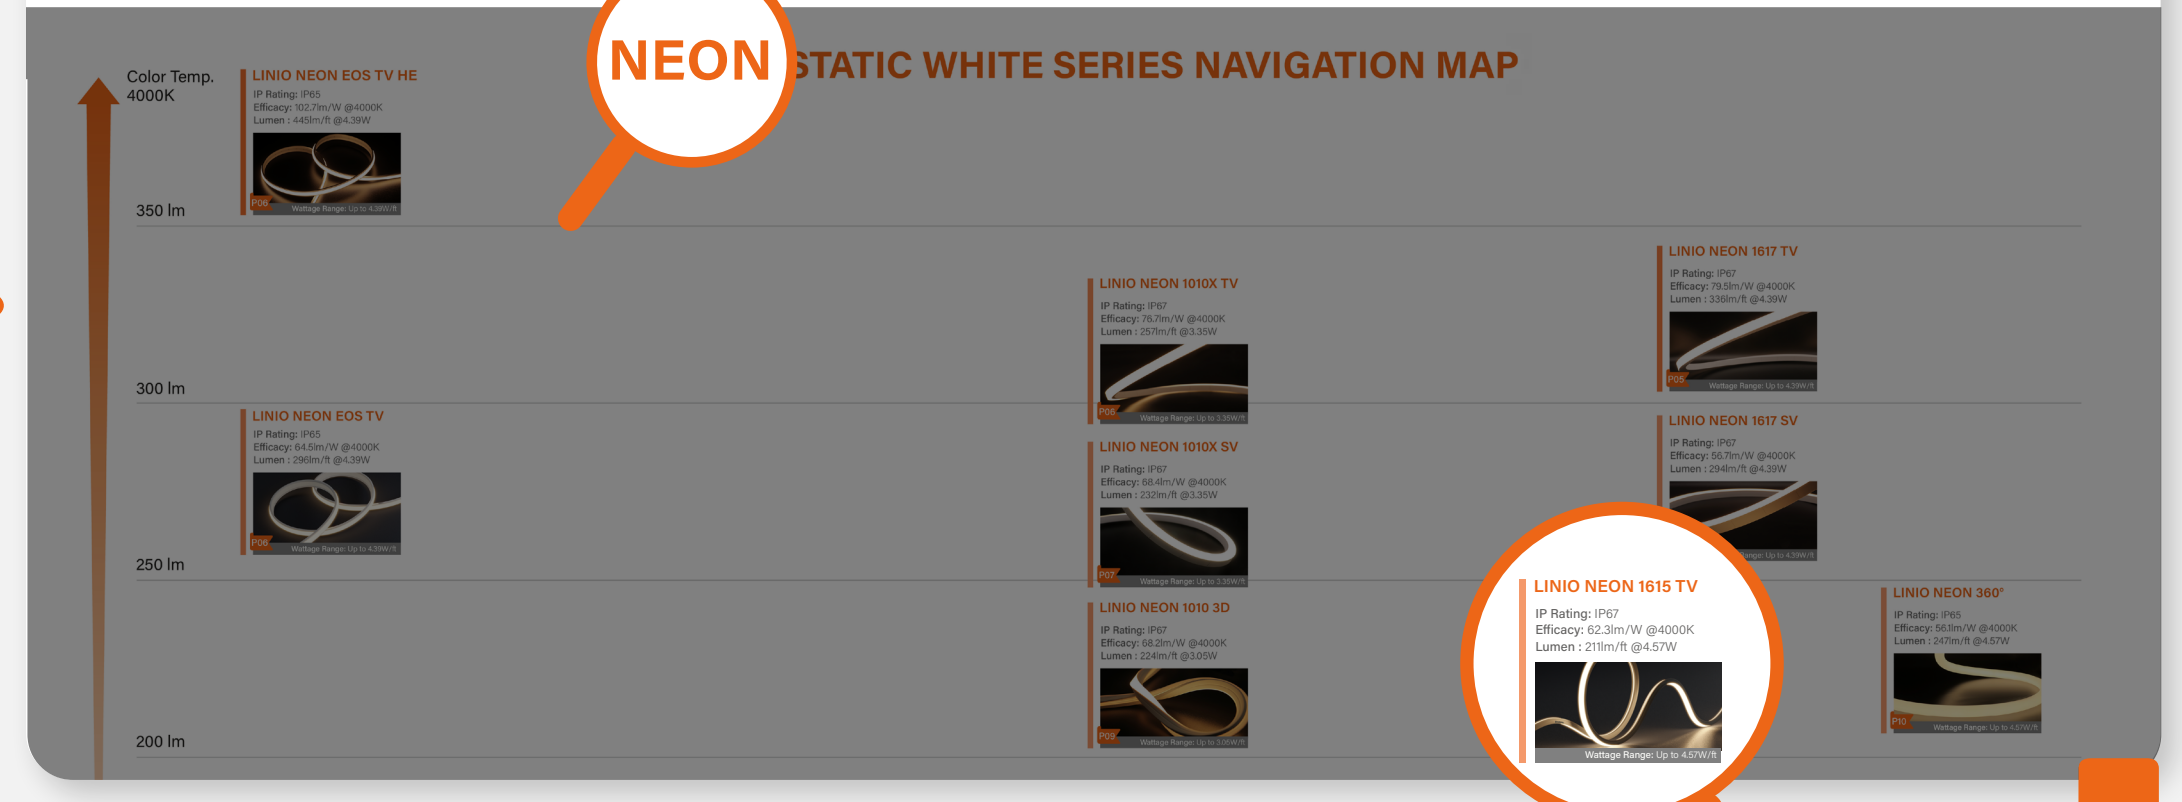 NEON STATIC WHITE SERIES NAVIGATION MAP
Color Temp.
4000K
350 lm
300 lm
250 lm
200 lm
LINIO NEON EOS TV HE
IP Rating: IP65
Efficacy: 102.7lm/W @4000K
Lumen : 445lm/ft @4.39W
P06
Wattage Range: Up to 4.39W/ft
LINIO NEON EOS TV
IP Rating: IP65
Efficacy: 64.5lm/W @4000K
Lumen : 296lm/ft @4.39W
P06
Wattage Range: Up to 4.39W/ft
LINIO NEON 1010X TV
IP Rating: IP67
Efficacy: 76.7lm/W @4000K
Lumen : 257lm/ft @3.35W
P06
Wattage Range: Up to 3.35W/ft
LINIO NEON 1010X SV
IP Rating: IP67
Efficacy: 68.4lm/W @4000K
Lumen : 232lm/ft @3.35W
P07
Wattage Range: Up to 3.35W/ft
LINIO NEON 1010 3D
IP Rating: IP67
Efficacy: 68.2lm/W @4000K
Lumen : 224lm/ft @3.05W
P09
Wattage Range: Up to 3.05W/ft
LINIO NEON 1617 TV
IP Rating: IP67
Efficacy: 79.5lm/W @4000K
Lumen : 336lm/ft @4.39W
P05
Wattage Range: Up to 4.39W/ft
LINIO NEON 1617 SV
IP Rating: IP67
Efficacy: 56.7lm/W @4000K
Lumen : 294lm/ft @4.39W
Range: Up to 4.39W/ft
LINIO NEON 1615 TV
IP Rating: IP67
Efficacy: 62.3lm/W @4000K
Lumen : 211lm/ft @4.57W
Wattage Range: Up to 4.57W/ft
LINIO NEON 360°
IP Rating: IP65
Efficacy: 56.1lm/W @4000K
Lumen : 247lm/ft @4.57W
P10
Wattage Range: Up to 4.57W/ft